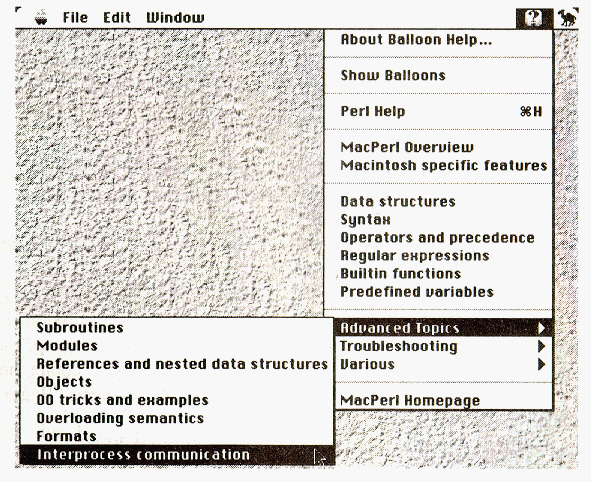 File Edit Window ?
About Balloon Help...
Show Balloons
Perl Help ⌘H
MacPerl Overview
Macintosh specific features
Data structures
Syntax
Operators and precedence
Regular expressions
Builtin functions
Predefined variables
Advanced Topics
Troubleshooting
Various
MacPerl Homepage
Subroutines
Modules
References and nested data structures
Objects
OO tricks and examples
Overloading semantics
Formats
Interprocess communication